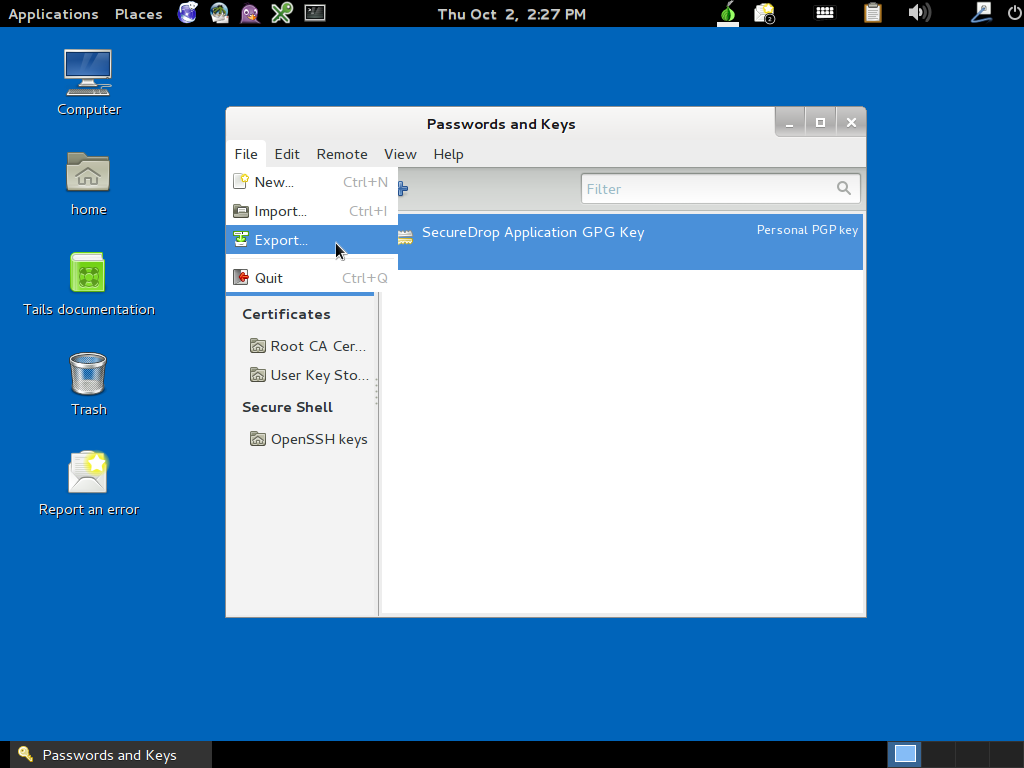 Applications Places Thu Oct 2, 2:27 PM
2
Computer
home
Tails documentation
Trash
Report an error
Passwords and Keys
File Edit Remote View Help
New... Ctrl+N
Import... Ctrl+I
Export...
Quit Ctrl+Q
Filter
SecureDrop Application GPG Key Personal PGP key
Certificates
Root CA Cer...
User Key Sto...
Secure Shell
OpenSSH keys
Passwords and Keys